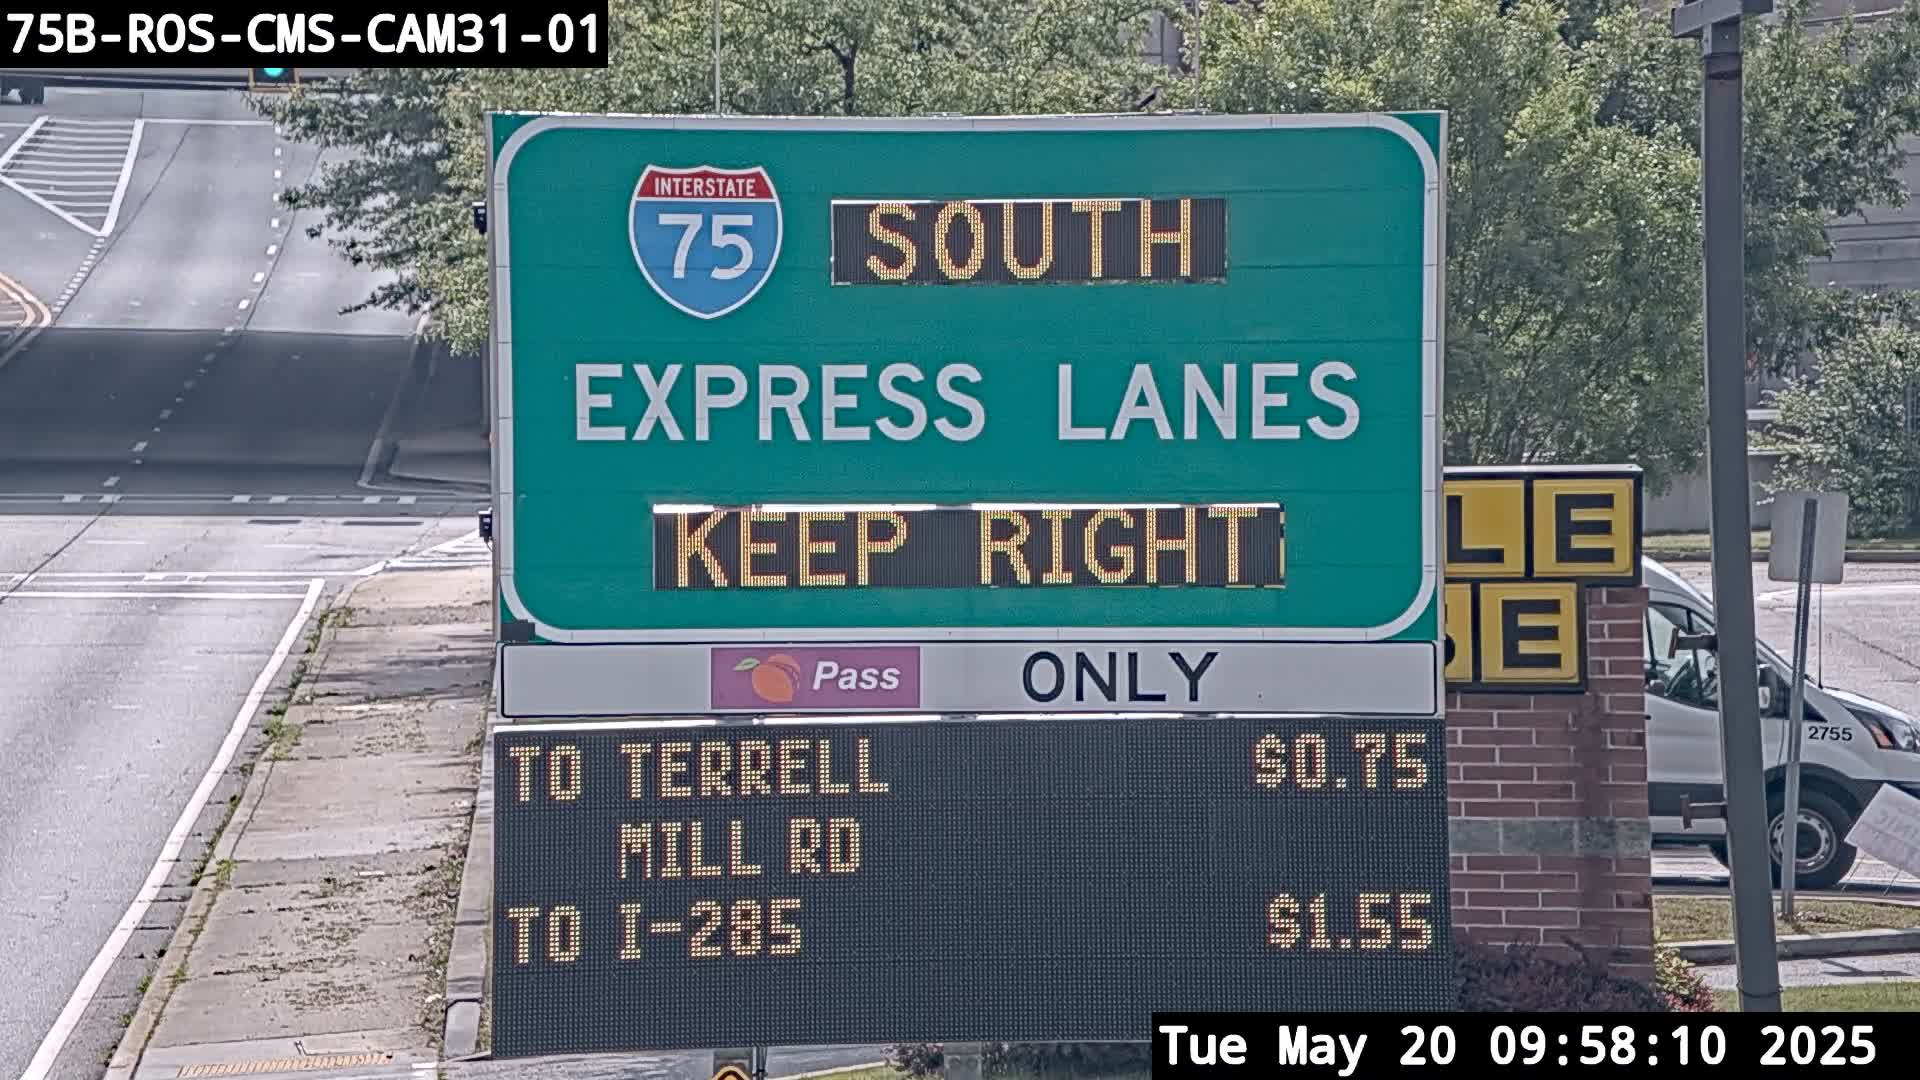 75B-ROS-CMS-CAM31-01
INTERSTATE
75
SOUTH
EXPRESS LANES
KEEP RIGHT
Pass ONLY
TO TERRELL $0.75
MILL RD
TO I-285 $1.55
LE
E
2755
Tue May 20 09:58:10 2025